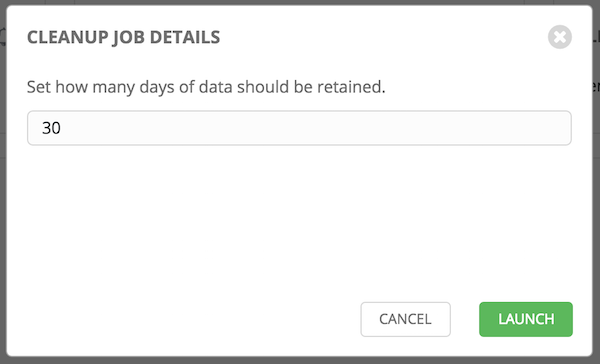 CLEANUP JOB DETAILS
Set how many days of data should be retained.
30
CANCEL
LAUNCH